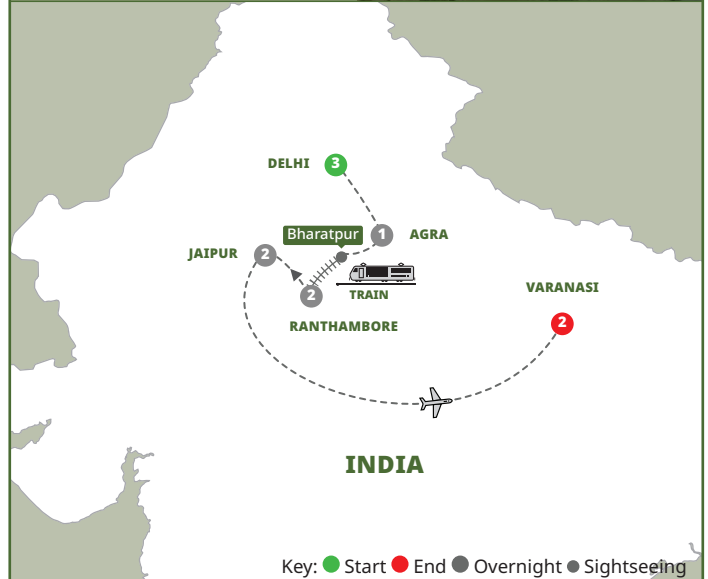 DELHI
3
Bharatpur
1
AGRA
JAIPUR
2
2
TRAIN
VARANASI
RANTHAMBORE
2
INDIA
Key: Start End Overnight Sightseeing